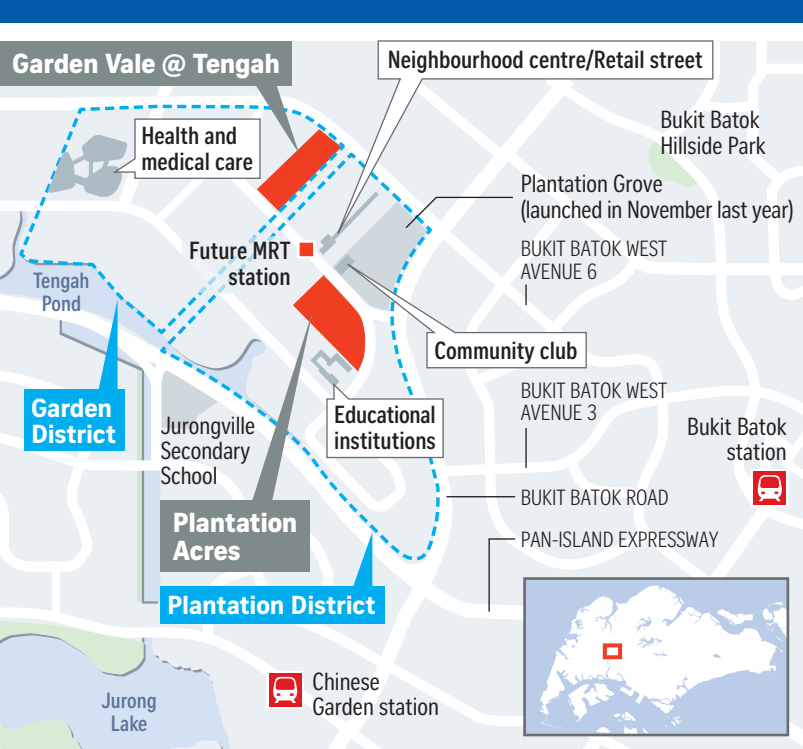 Garden Vale @ Tengah
Neighbourhood centre/Retail street
Health and
medical care
Bukit Batok
Hillside Park
Plantation Grove
(launched in November last year)
Future MRT
station
BUKIT BATOK WEST
AVENUE 6
Tengah
Pond
Community club
Garden
District
Jurongville
Secondary
School
Educational
institutions
BUKIT BATOK WEST
AVENUE 3
Bukit Batok
station
BUKIT BATOK ROAD
Plantation
Acres
PAN-ISLAND EXPRESSWAY
Plantation District
Chinese
Garden station
Jurong
Lake